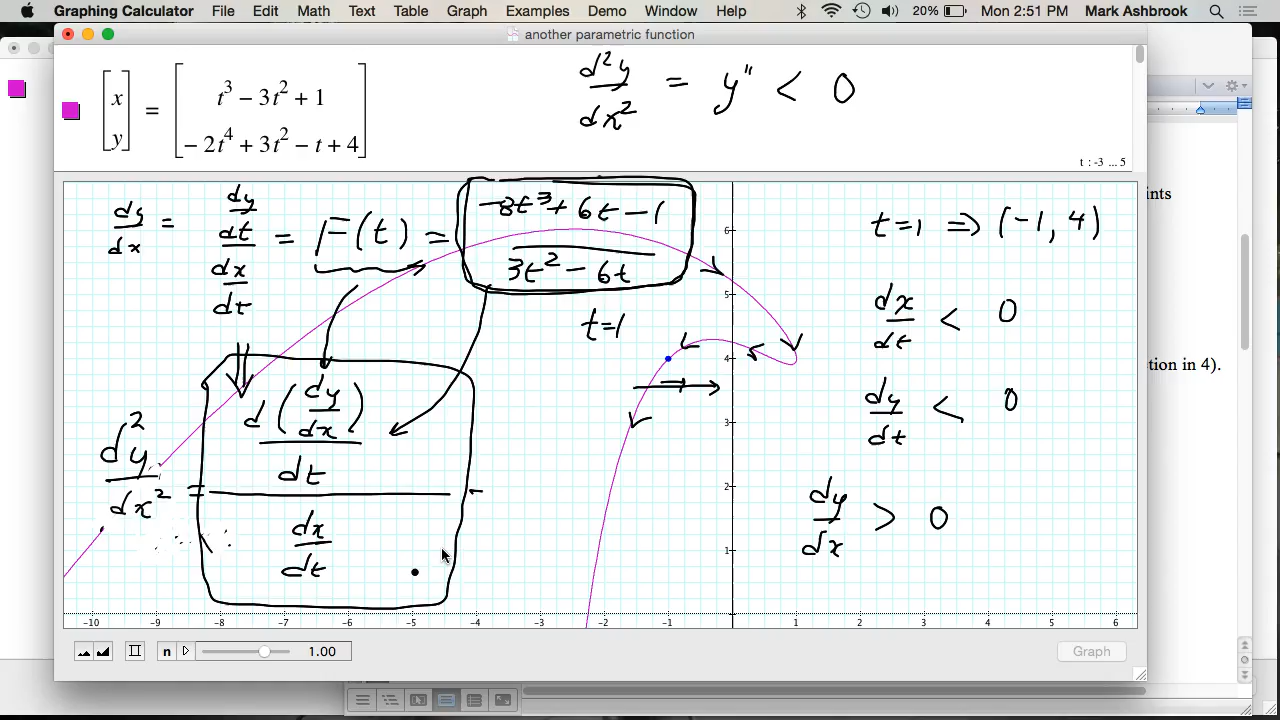 Graphing Calculator File Edit Math Text Table Graph Examples Demo Window Help 20% Mon 2:51 PM Mark Ashbrook
another parametric function
[x y] = [t³ − 3t² + 1
− 2t⁴ + 3t² − t + 4]
d²y/dx² = y'' < 0
t : -3 ... 5
dy/dx = (dy/dt)/(dx/dt) = F(t) = (−8t³ + 6t − 1)/(3t² − 6t)
t=1 ⇒ (−1, 4)
t=1
dx/dt < 0
dy/dt < 0
d²y/dx² = (d(dy/dx)/dt)/(dx/dt)
dy/dx > 0
6
5
4
3
2
1
-10 -9 -8 -7 -6 -5 -4 -3 -2 -1 1 2 3 4 5 6
n 1.00 Graph
ints
tion in 4).